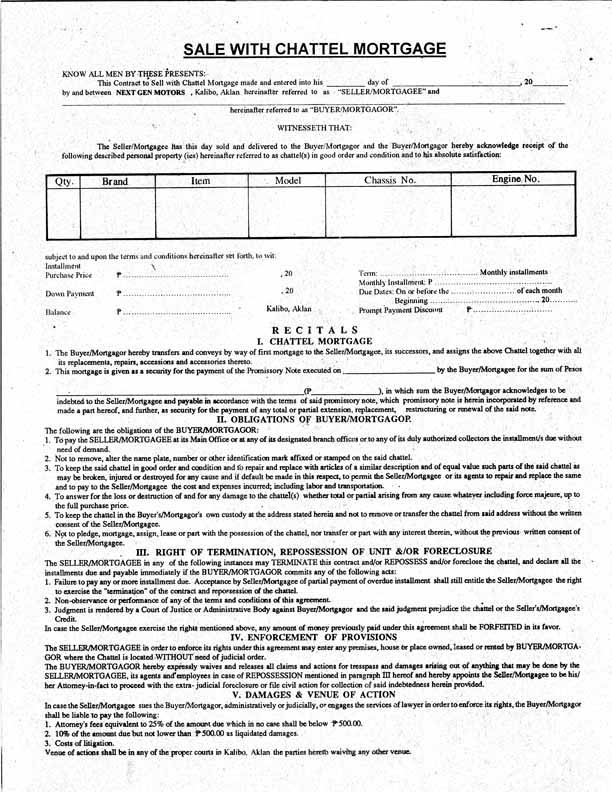 SALE WITH CHATTEL MORTGAGE
KNOW ALL MEN BY THESE PRESENTS:
This Contract to Sell with Chattel Mortgage made and entered into his ________ day of ____________________, 20______
by and between NEXT GEN MOTORS , Kalibo, Aklan hereinafter referred to as "SELLER/MORTGAGEE" and
____________________
hereinafter referred to as "BUYER/MORTGAGOR".
WITNESSETH THAT:
The Seller/Mortgagee has this day sold and delivered to the Buyer/Mortgagor and the Buyer/Mortgagor hereby acknowledge receipt of the
following described personal property (ies) hereinafter referred to as chattel(s) in good order and condition and to his absolute satisfaction:
Qty. Brand Item Model Chassis No. Engine No.
subject to and upon the terms and conditions hereinafter set forth, to wit:
Installment
Purchase Price ₱ .............................. , 20 Term: .............................. Monthly installments
Monthly Installment: P ..............................
Down Payment ₱ .............................. , 20 Due Dates: On or before the .................... of each month
Beginning .............................. 20..........
Balance ₱ .............................. Kalibo, Aklan Prompt Payment Discount ₱ ..............................
R E C I T A L S
I. CHATTEL MORTGAGE
1. The Buyer/Mortgagor hereby transfers and conveys by way of first mortgage to the Seller/Mortgagee, its successors, and assigns the above Chattel together with all
its replacements, repairs, accessions and accessories thereto.
2. This mortgage is given as a security for the payment of the Promissory Note executed on ____________________ by the Buyer/Mortgagee for the sum of Pesos
____________________(₱ ____________), in which sum the Buyer/Mortgagor acknowledges to be
indebted to the Seller/Mortgagee and payable in accordance with the terms of said promissory note, which promissory note is herein incorporated by reference and
made a part hereof, and further, as security for the payment of any total or partial extension, replacement, restructuring or renewal of the said note.
II. OBLIGATIONS OF BUYER/MORTGAGOR
The following are the obligations of the BUYER/MORTGAGOR:
1. To pay the SELLER/MORTGAGEE at its Main Office or at any of its designated branch offices or to any of its duly authorized collectors the installment/s due without
need of demand.
2. Not to remove, alter the name plate, number or other identification mark affixed or stamped on the said chattel.
3. To keep the said chattel in good order and condition and to repair and replace with articles of a similar description and of equal value such parts of the said chattel as
may be broken, injured or destroyed for any cause and if default be made in this respect, to permit the Seller/Mortgagee or its agents to repair and replace the same
and to pay to the Seller/Mortgagee the cost and expenses incurred; including labor and transportation.
4. To answer for the loss or destruction of and for any damage to the chattel(s) whether total or partial arising from any cause whatever including force majeure, up to
the full purchase price.
5. To keep the chattel in the Buyer's/Mortgagor's own custody at the address stated herein and not to remove or transfer the chattel from said address without the written
consent of the Seller/Mortgagee.
6. Not to pledge, mortgage, assign, lease or part with the possession of the chattel, nor transfer or part with any interest therein, without the previous written consent of
the Seller/Mortgagee.
III. RIGHT OF TERMINATION, REPOSSESSION OF UNIT &/OR FORECLOSURE
The SELLER/MORTGAGEE in any of the following instances may TERMINATE this contract and/or REPOSSESS and/or foreclose the chattel, and declare all the
installments due and payable immediately if the BUYER/MORTGAGOR commits any of the following acts:
1. Failure to pay any or more installment due. Acceptance by Seller/Mortgagee of partial payment of overdue installment shall still entitle the Seller/Mortgagee the right
to exercise the "termination" of the contract and repossession of the chattel.
2. Non-observance or performance of any of the terms and conditions of this agreement.
3. Judgment is rendered by a Court of Justice or Administrative Body against Buyer/Mortgagor and the said judgment prejudice the chattel or the Seller's/Mortgagee's
Credit.
In case the Seller/Mortgagee exercise the rights mentioned above, any amount of money previously paid under this agreement shall be FORFEITED in its favor.
IV. ENFORCEMENT OF PROVISIONS
The SELLER/MORTGAGEE in order to enforce its rights under this agreement may enter any premises, house or place owned, leased or rented by BUYER/MORTGA-
GOR where the Chattel is located WITHOUT need of judicial order.
The BUYER/MORTGAGOR hereby expressly waives and releases all claims and actions for tresspass and damages arising out of anything that may be done by the
SELLER/MORTGAGEE, its agents and employees in case of REPOSSESSION mentioned in paragraph III hereof and hereby appoints the Seller/Mortgagee to be his/
her Attorney-in-fact to proceed with the extra- judicial foreclosure or file civil action for collection of said indebtedness herein provided.
V. DAMAGES & VENUE OF ACTION
In case the Seller/Mortgagee sues the Buyer/Mortgagor, administratively or judicially, or engages the services of lawyer in order to enforce its rights, the Buyer/Mortgagor
shall be liable to pay the following:
1. Attorney's fees equivalent to 25% of the amount due which in no case shall be below ₱500.00.
2. 10% of the amount due but not lower than ₱500.00 as liquidated damages.
3. Costs of litigation.
Venue of actions shall be in any of the proper courts in Kalibo, Aklan the parties hereto waiving any other venue.